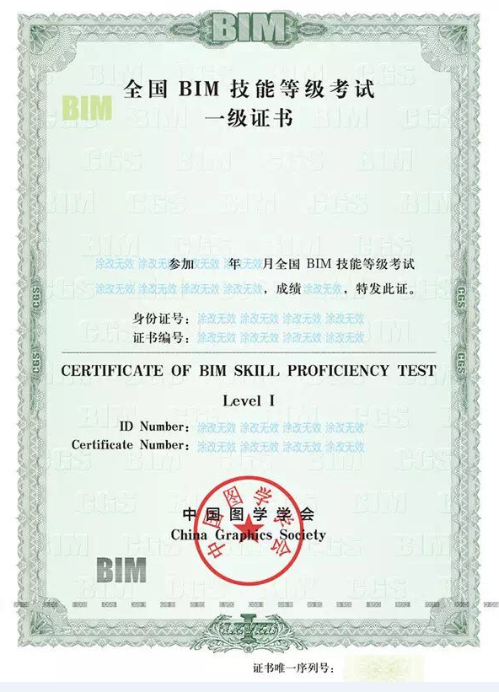 BIM
全国 BIM 技能等级考试
BIM
一级证书
涂改无效 涂改无效 参加 涂改无效 年 涂改无效 月全国 BIM 技能等级考试
涂改无效 涂改无效 涂改无效 涂改无效，成绩涂改无效，特发此证。
身份证号：涂改无效 涂改无效 涂改无效 涂改无效
证书编号：涂改无效 涂改无效 涂改无效 涂改无效
CERTIFICATE OF BIM SKILL PROFICIENCY TEST
Level I
ID Number: 涂改无效 涂改无效 涂改无效 涂改无效
Certificate Number: 涂改无效 涂改无效 涂改无效 涂改无效
中国图学学会
China Graphics Society
中国图学学会
BIM
I
证书唯一序列号：